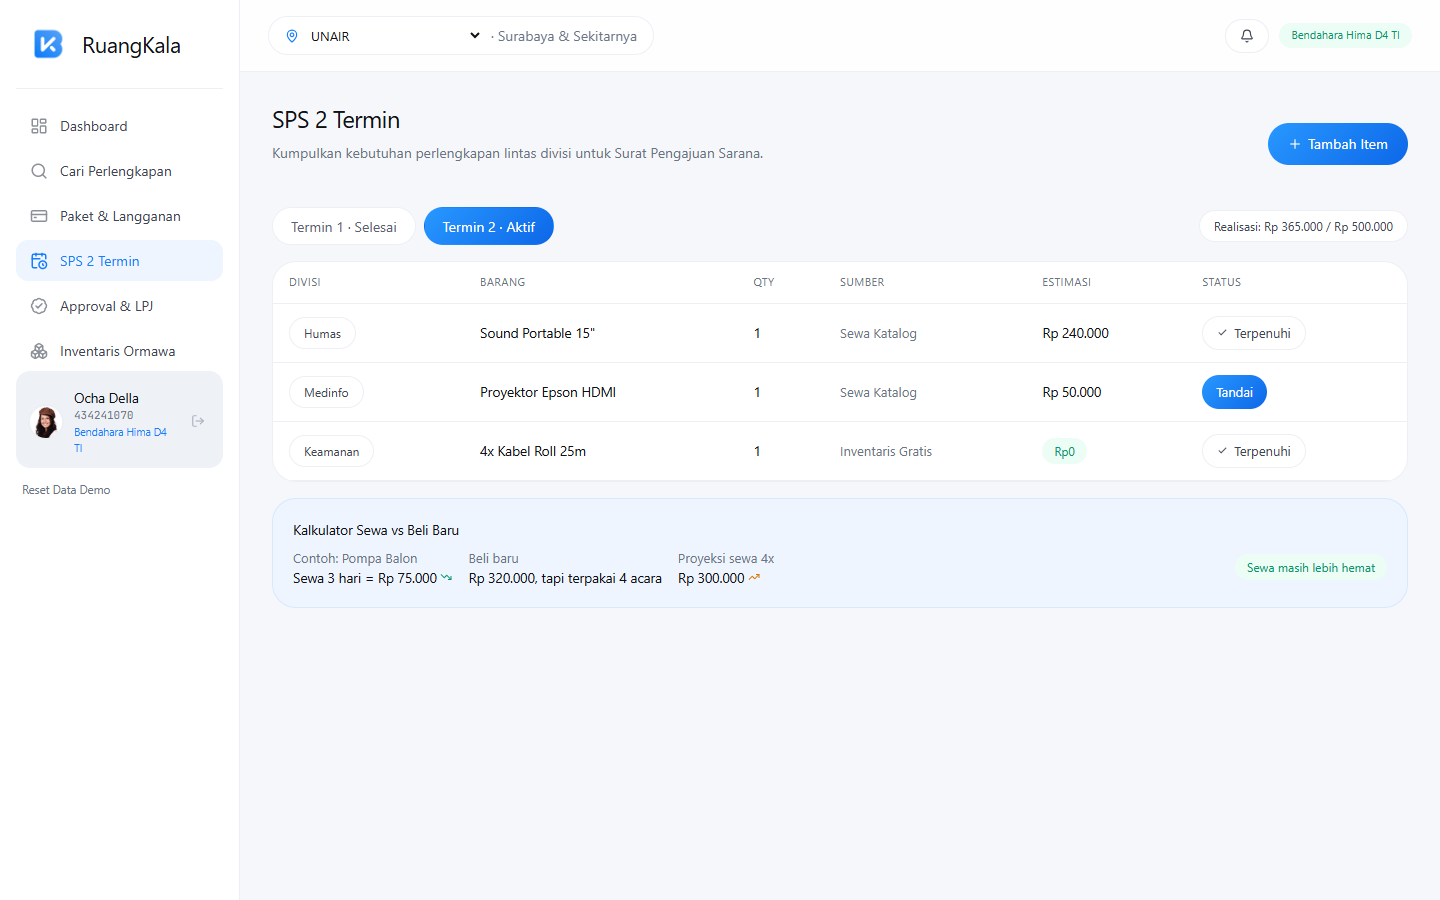 RuangKala
UNAIR · Surabaya & Sekitarnya
Bendahara Hima D4 TI
Dashboard
Cari Perlengkapan
Paket & Langganan
SPS 2 Termin
Approval & LPJ
Inventaris Ormawa
Ocha Della
434241070
Bendahara Hima D4
TI
Reset Data Demo
SPS 2 Termin
Kumpulkan kebutuhan perlengkapan lintas divisi untuk Surat Pengajuan Sarana.
+ Tambah Item
Termin 1 · Selesai
Termin 2 · Aktif
Realisasi: Rp 365.000 / Rp 500.000
DIVISI BARANG QTY SUMBER ESTIMASI STATUS
Humas Sound Portable 15" 1 Sewa Katalog Rp 240.000 Terpenuhi
Medinfo Proyektor Epson HDMI 1 Sewa Katalog Rp 50.000 Tandai
Keamanan 4x Kabel Roll 25m 1 Inventaris Gratis Rp0 Terpenuhi
Kalkulator Sewa vs Beli Baru
Contoh: Pompa Balon
Sewa 3 hari = Rp 75.000
Beli baru
Rp 320.000, tapi terpakai 4 acara
Proyeksi sewa 4x
Rp 300.000
Sewa masih lebih hemat